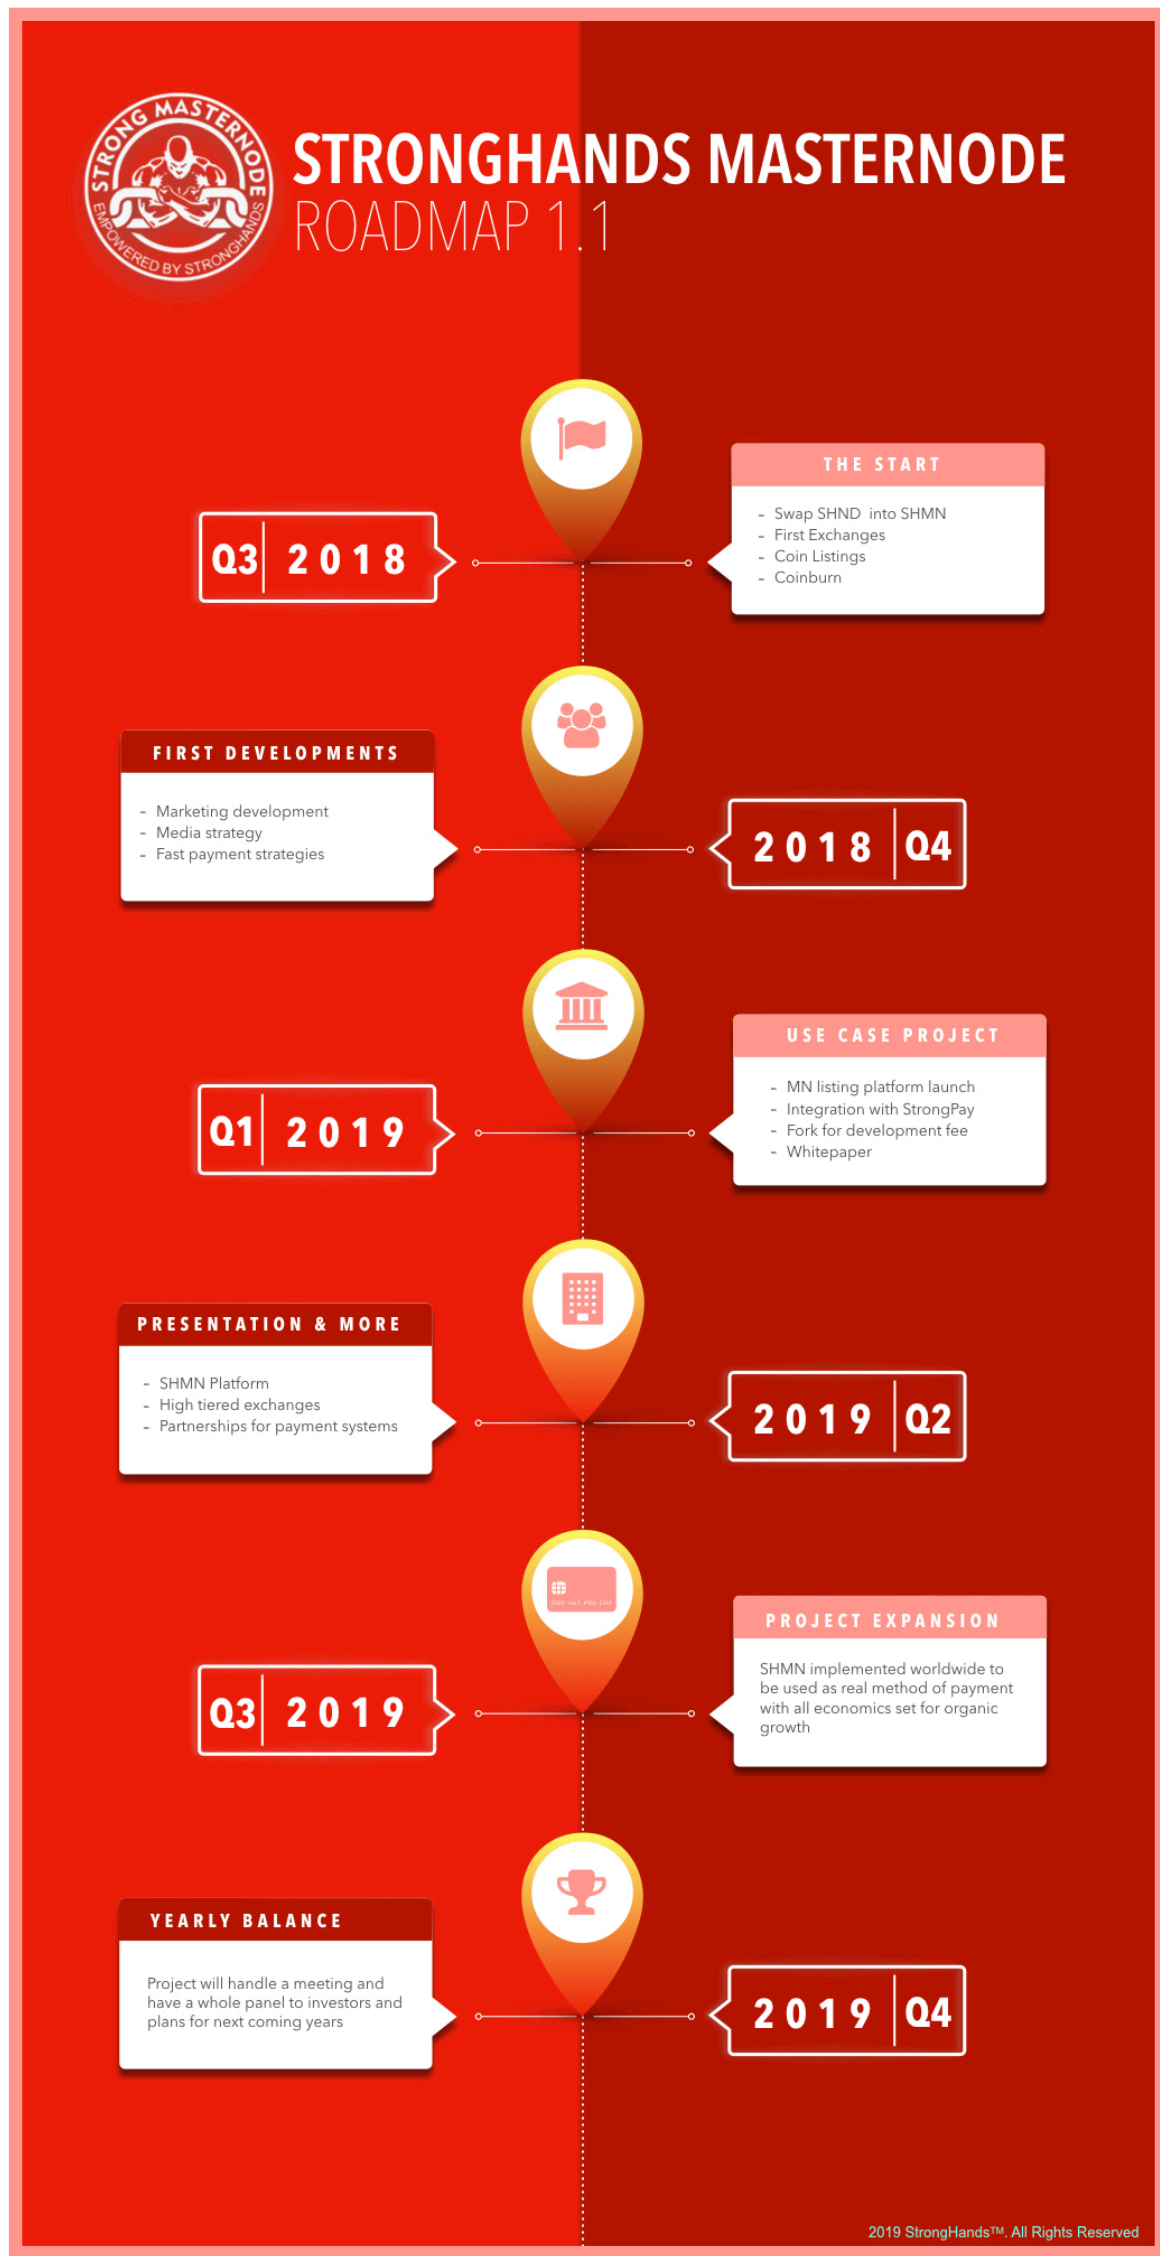 STRONG MASTERNODE
EMPOWERED BY STRONGHANDS
STRONGHANDS MASTERNODE
ROADMAP 1.1
Q3 2018
THE START
- Swap SHND into SHMN
- First Exchanges
- Coin Listings
- Coinburn
FIRST DEVELOPMENTS
- Marketing development
- Media strategy
- Fast payment strategies
2018 Q4
Q1 2019
USE CASE PROJECT
- MN listing platform launch
- Integration with StrongPay
- Fork for development fee
- Whitepaper
PRESENTATION & MORE
- SHMN Platform
- High tiered exchanges
- Partnerships for payment systems
2019 Q2
Q3 2019
PROJECT EXPANSION
SHMN implemented worldwide to
be used as real method of payment
with all economics set for organic
growth
YEARLY BALANCE
Project will handle a meeting and
have a whole panel to investors and
plans for next coming years
2019 Q4
2019 StrongHands™. All Rights Reserved